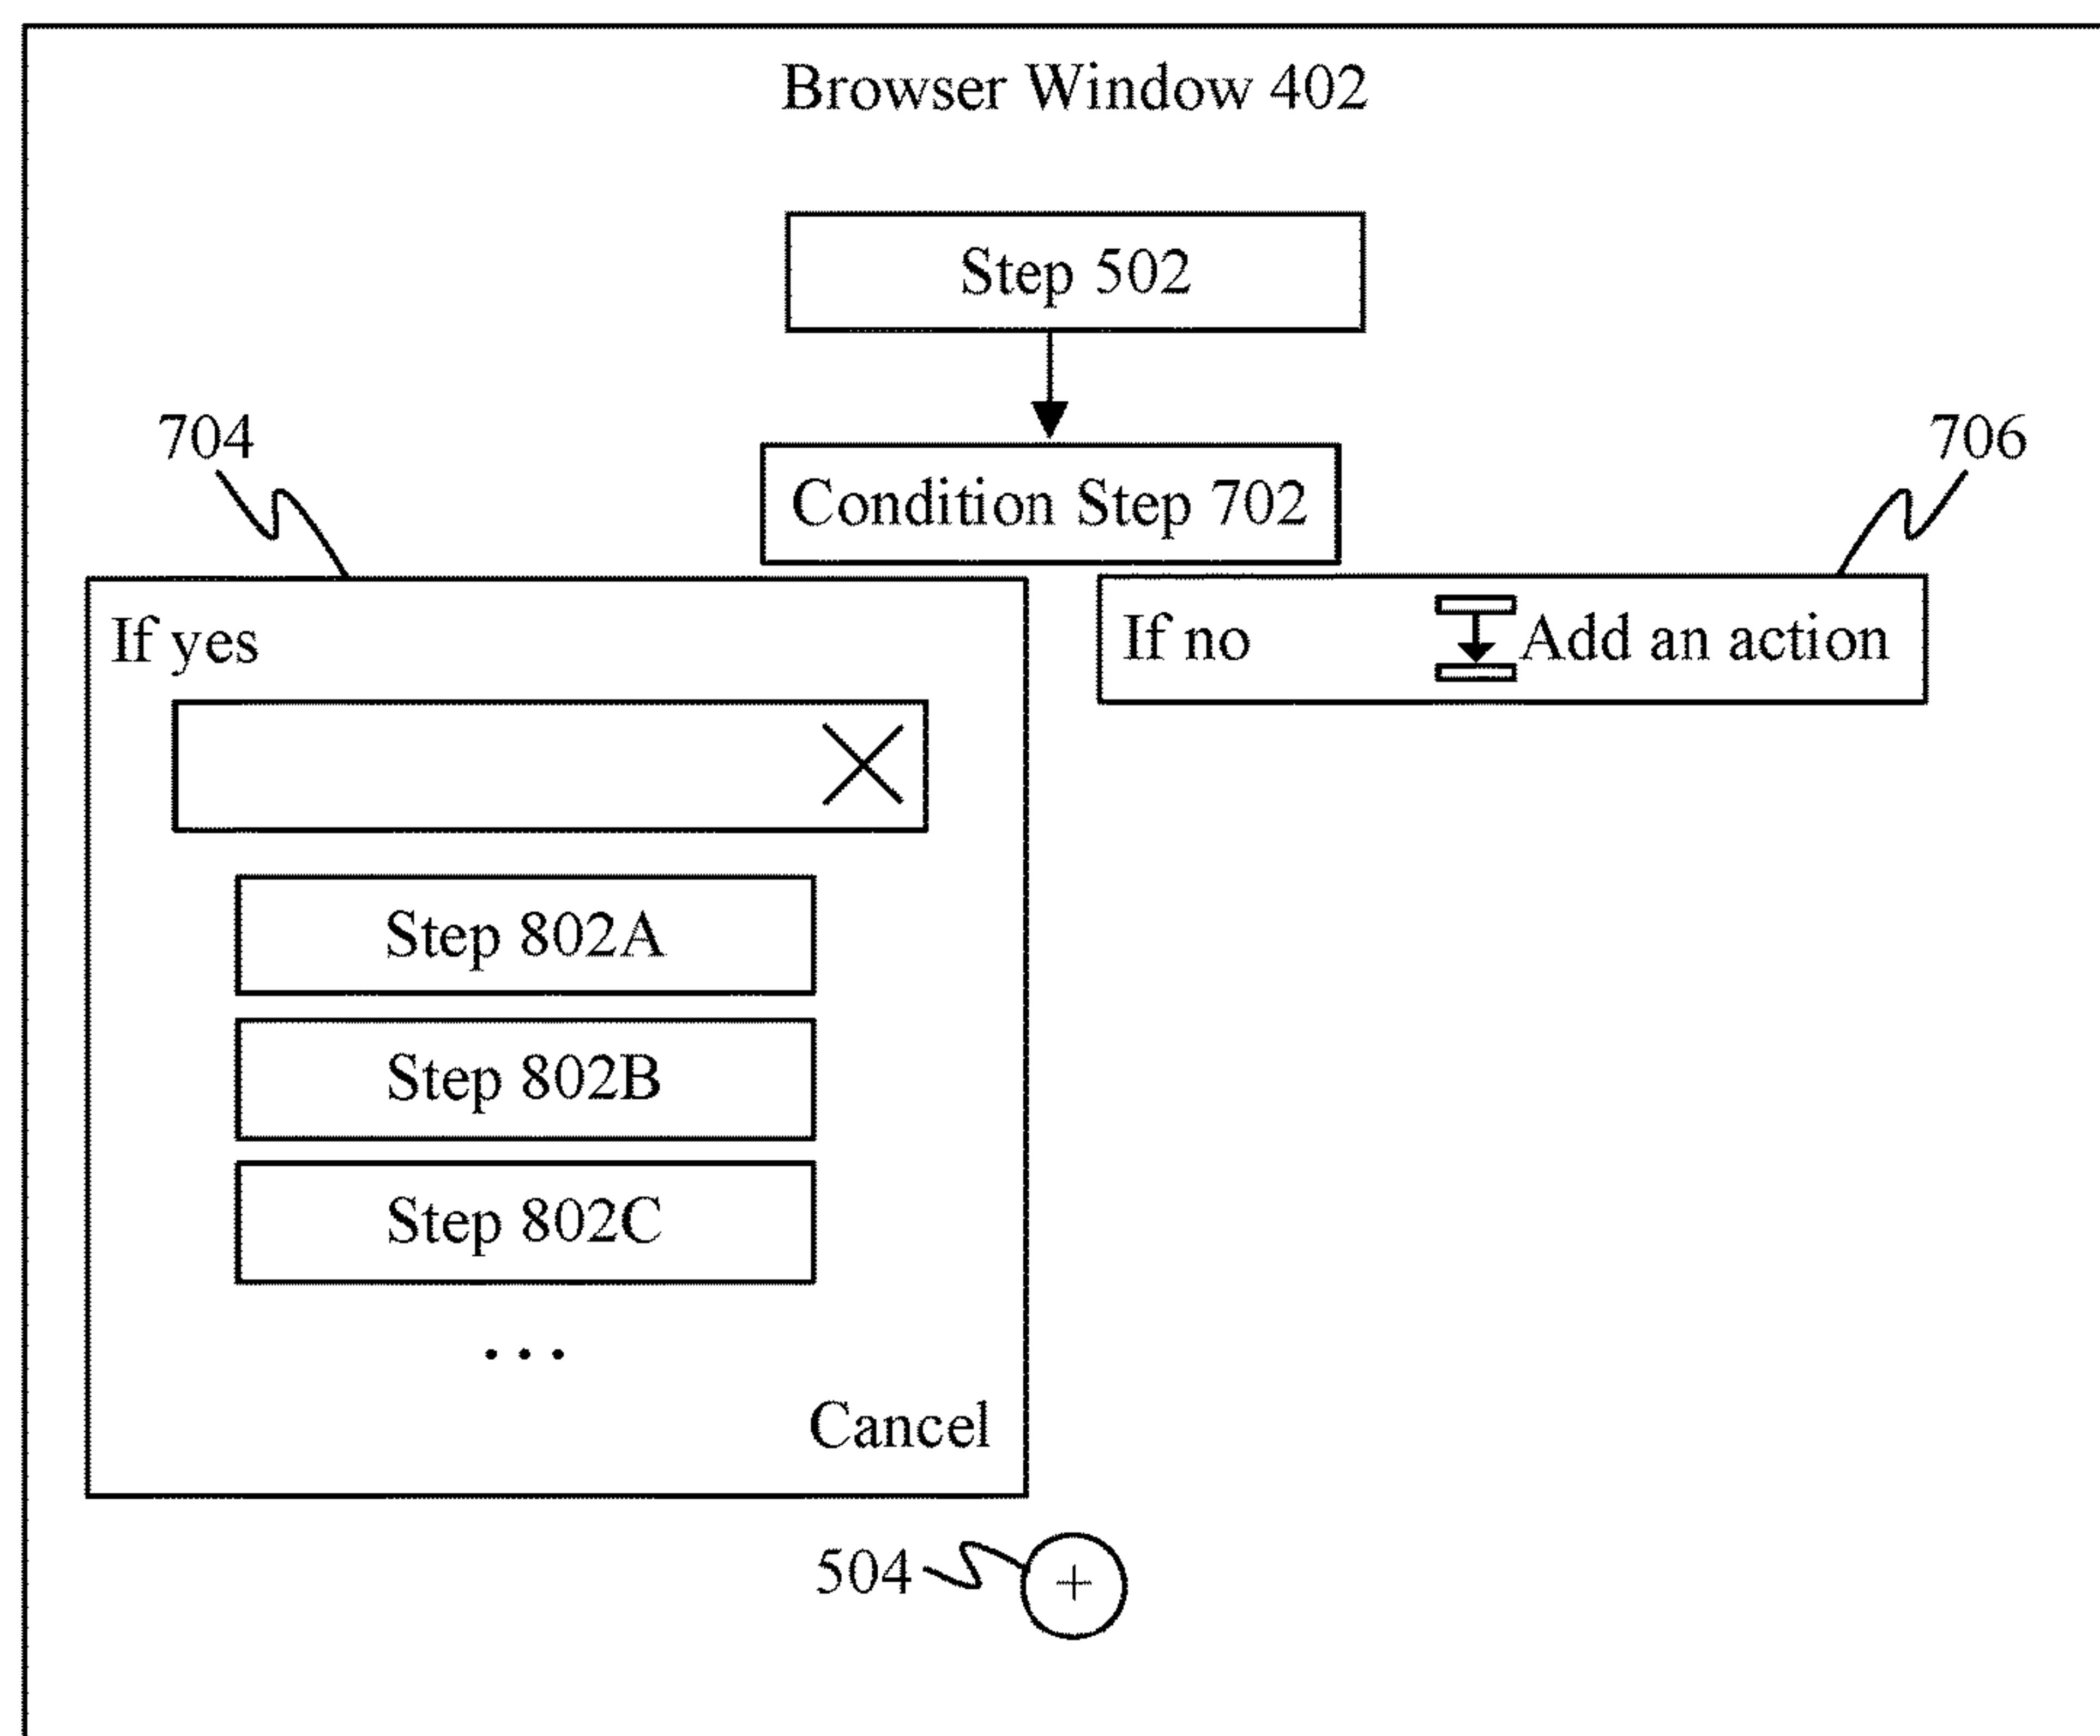 Browser Window 402
Step 502
704
706
Condition Step 702
If yes
If no
Add an action
Step 802A
Step 802B
Step 802C
...
Cancel
504
+